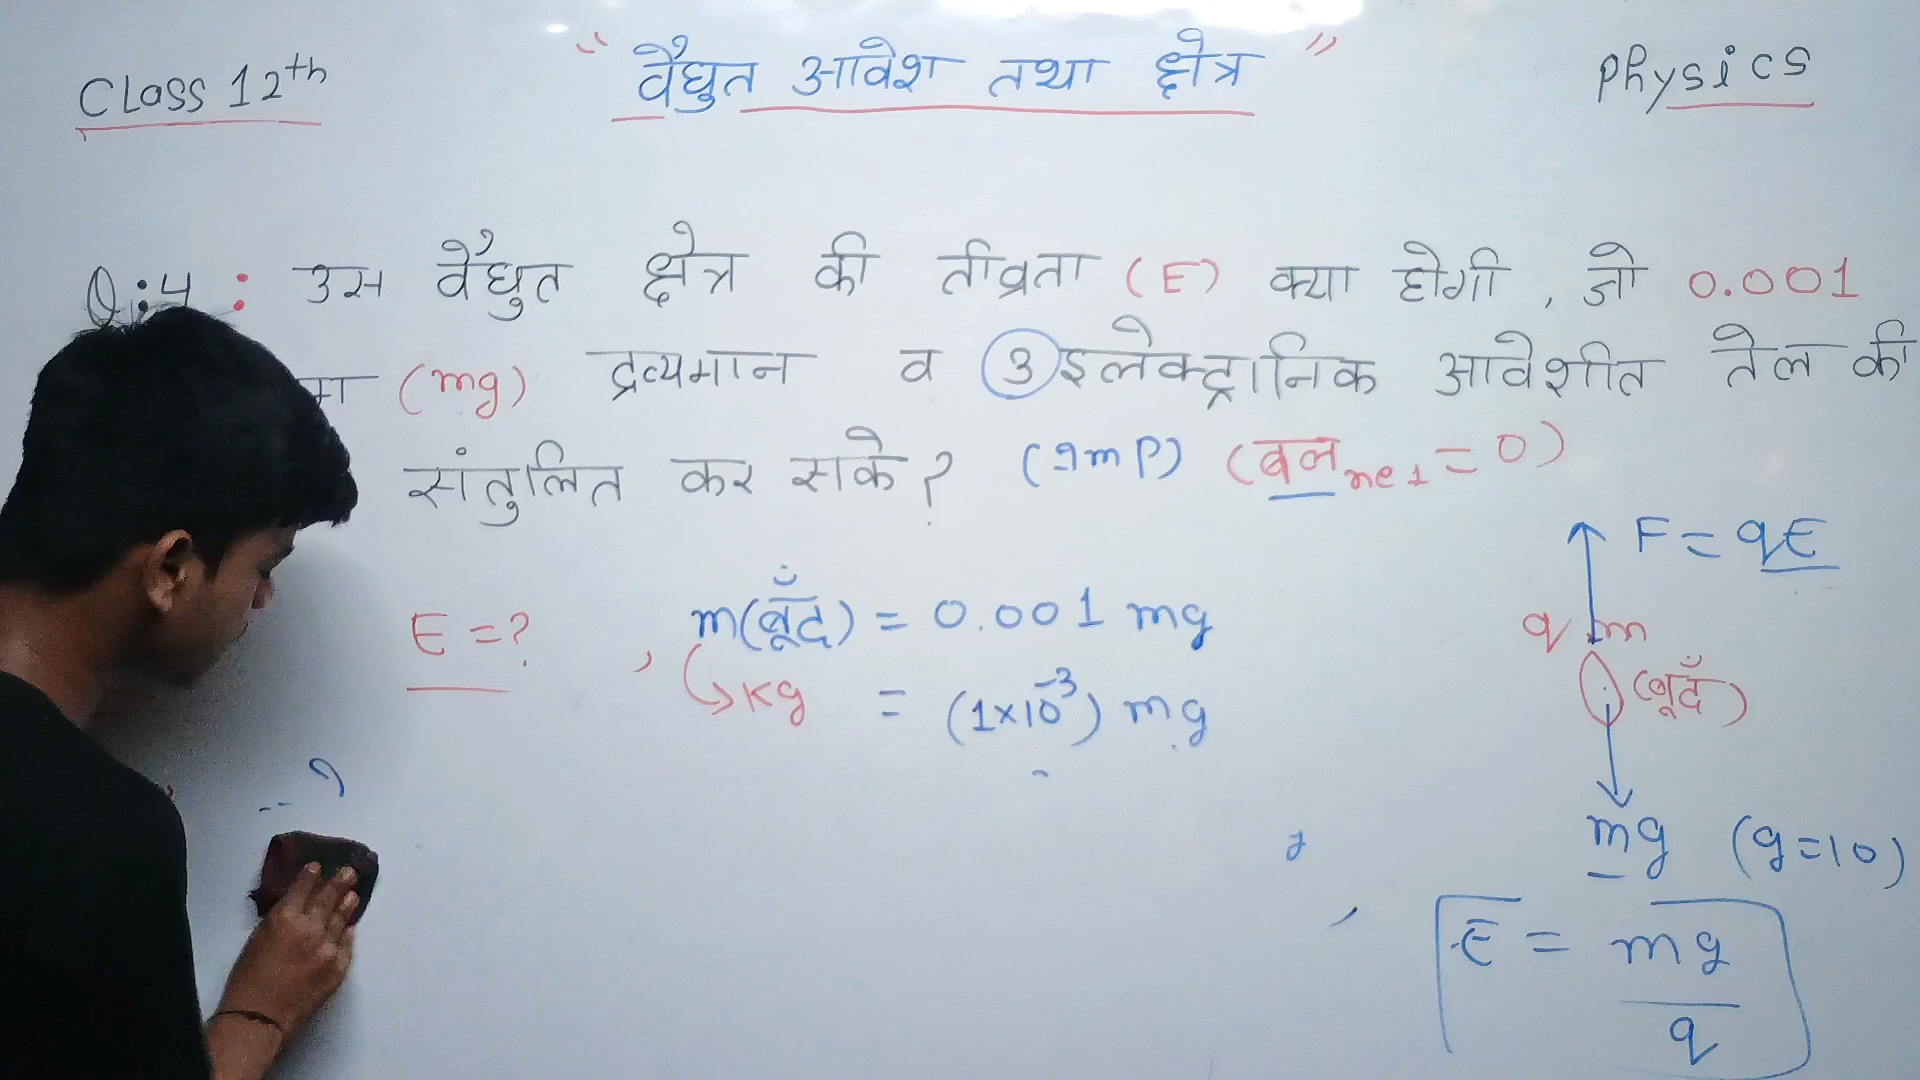 Class 12th
" वैद्युत आवेश तथा क्षेत्र "
Physics
Q:4 : उस वैद्युत क्षेत्र की तीव्रता (E) क्या होगी , जो 0.001
(mg) द्रव्यमान व 3 इलेक्ट्रानिक आवेशीत तेल की
संतुलित कर सके ? (Imp) (बल net = 0)
F = qE
E = ? , m(बूँद) = 0.001 mg
q m
(बूँद)
Kg = (1×10⁻³) mg
mg (g=10)
E = mg
q